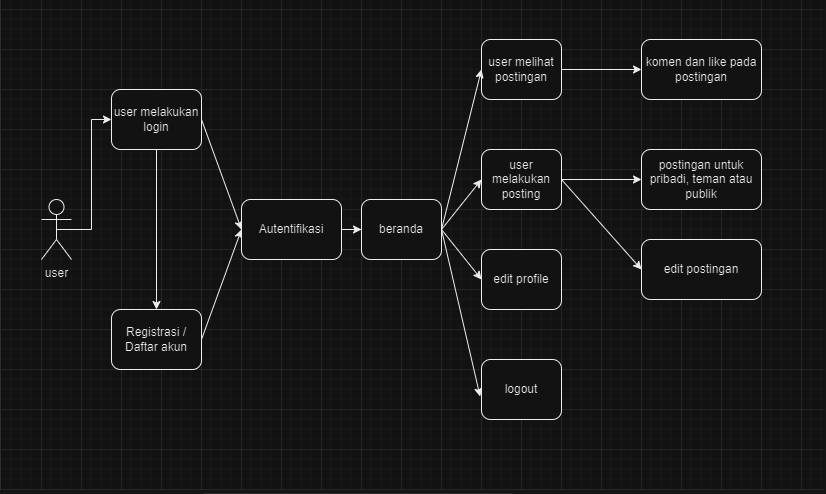 user
user melakukan
login
Registrasi /
Daftar akun
Autentifikasi
beranda
user melihat
postingan
komen dan like pada
postingan
user
melakukan
posting
postingan untuk
pribadi, teman atau
publik
edit postingan
edit profile
logout